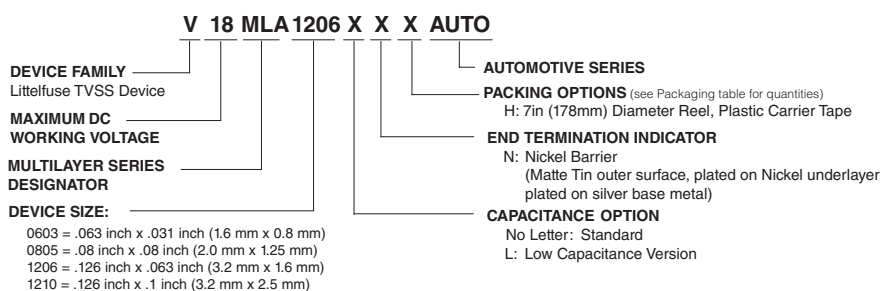 V 18 MLA 1206 X X X AUTO
DEVICE FAMILY
Littelfuse TVSS Device
MAXIMUM DC
WORKING VOLTAGE
MULTILAYER SERIES
DESIGNATOR
DEVICE SIZE:
0603 = .063 inch x .031 inch (1.6 mm x 0.8 mm)
0805 = .08 inch x .08 inch (2.0 mm x 1.25 mm)
1206 = .126 inch x .063 inch (3.2 mm x 1.6 mm)
1210 = .126 inch x .1 inch (3.2 mm x 2.5 mm)
AUTOMOTIVE SERIES
PACKING OPTIONS (see Packaging table for quantities)
H: 7in (178mm) Diameter Reel, Plastic Carrier Tape
END TERMINATION INDICATOR
N: Nickel Barrier
(Matte Tin outer surface, plated on Nickel underlayer
plated on silver base metal)
CAPACITANCE OPTION
No Letter: Standard
L: Low Capacitance Version